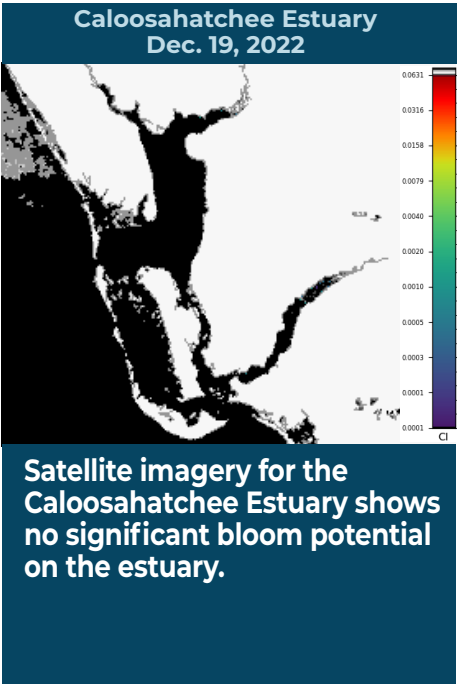 Caloosahatchee Estuary
Dec. 19, 2022
0.0631
0.0316
0.0158
0.0079
0.0040
0.0020
0.0010
0.0005
0.0003
0.0001
0.0001
CI
Satellite imagery for the
Caloosahatchee Estuary shows
no significant bloom potential
on the estuary.